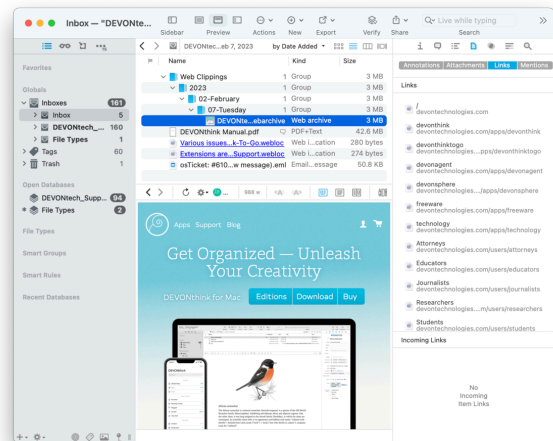 Inbox — "DEVONte... eb 7, 2023)
Sidebar Preview Actions New Export Verify Share Search
Live while typing
DEVONtec...eb 7, 2023 by Date Added
Annotations Attachments Links Mentions
Favorites
Globals
Inboxes 161
Inbox 5
DEVONtech_... 160
File Types 1
Tags 60
Trash 1
Open Databases
DEVONtech_Supp... 94
File Types 2
File Types
Smart Groups
Smart Rules
Recent Databases
Name Kind Size
Web Clippings 1 Group 3 MB
2023 1 Group 3 MB
02-February 1 Group 3 MB
07-Tuesday 1 Group 3 MB
DEVONte...ebarchive Web archive 3 MB
DEVONthink Manual.pdf PDF+Text 42.6 MB
Various issues...k-To-Go.webloc Web i...cation 280 bytes
Extensions are...Support.webloc Web i...cation 274 bytes
osTicket: #610...w message).eml Email...essage 50.8 KB
986 w
Apps Support Blog
Get Organized — Unleash
Your Creativity
DEVONthink for Mac Editions Download Buy
Links
/
devontechnologies.com
devonthink
devontechnologies.com/apps/devonthink
devonthinktogo
devontechnologies....pps/devonthinktogo
devonagent
devontechnologies.com/apps/devonagent
devonsphere
devontechnologies..../apps/devonsphere
freeware
devontechnologies.com/apps/freeware
technology
devontechnologies.com/apps/technology
Attorneys
devontechnologies.com/users/attorneys
Educators
devontechnologies.com/users/educators
Journalists
devontechnologies.com/users/journalists
Researchers
devontechnologies....m/users/researchers
Students
devontechnologies.com/users/students
Incoming Links
No
Incoming
Item Links